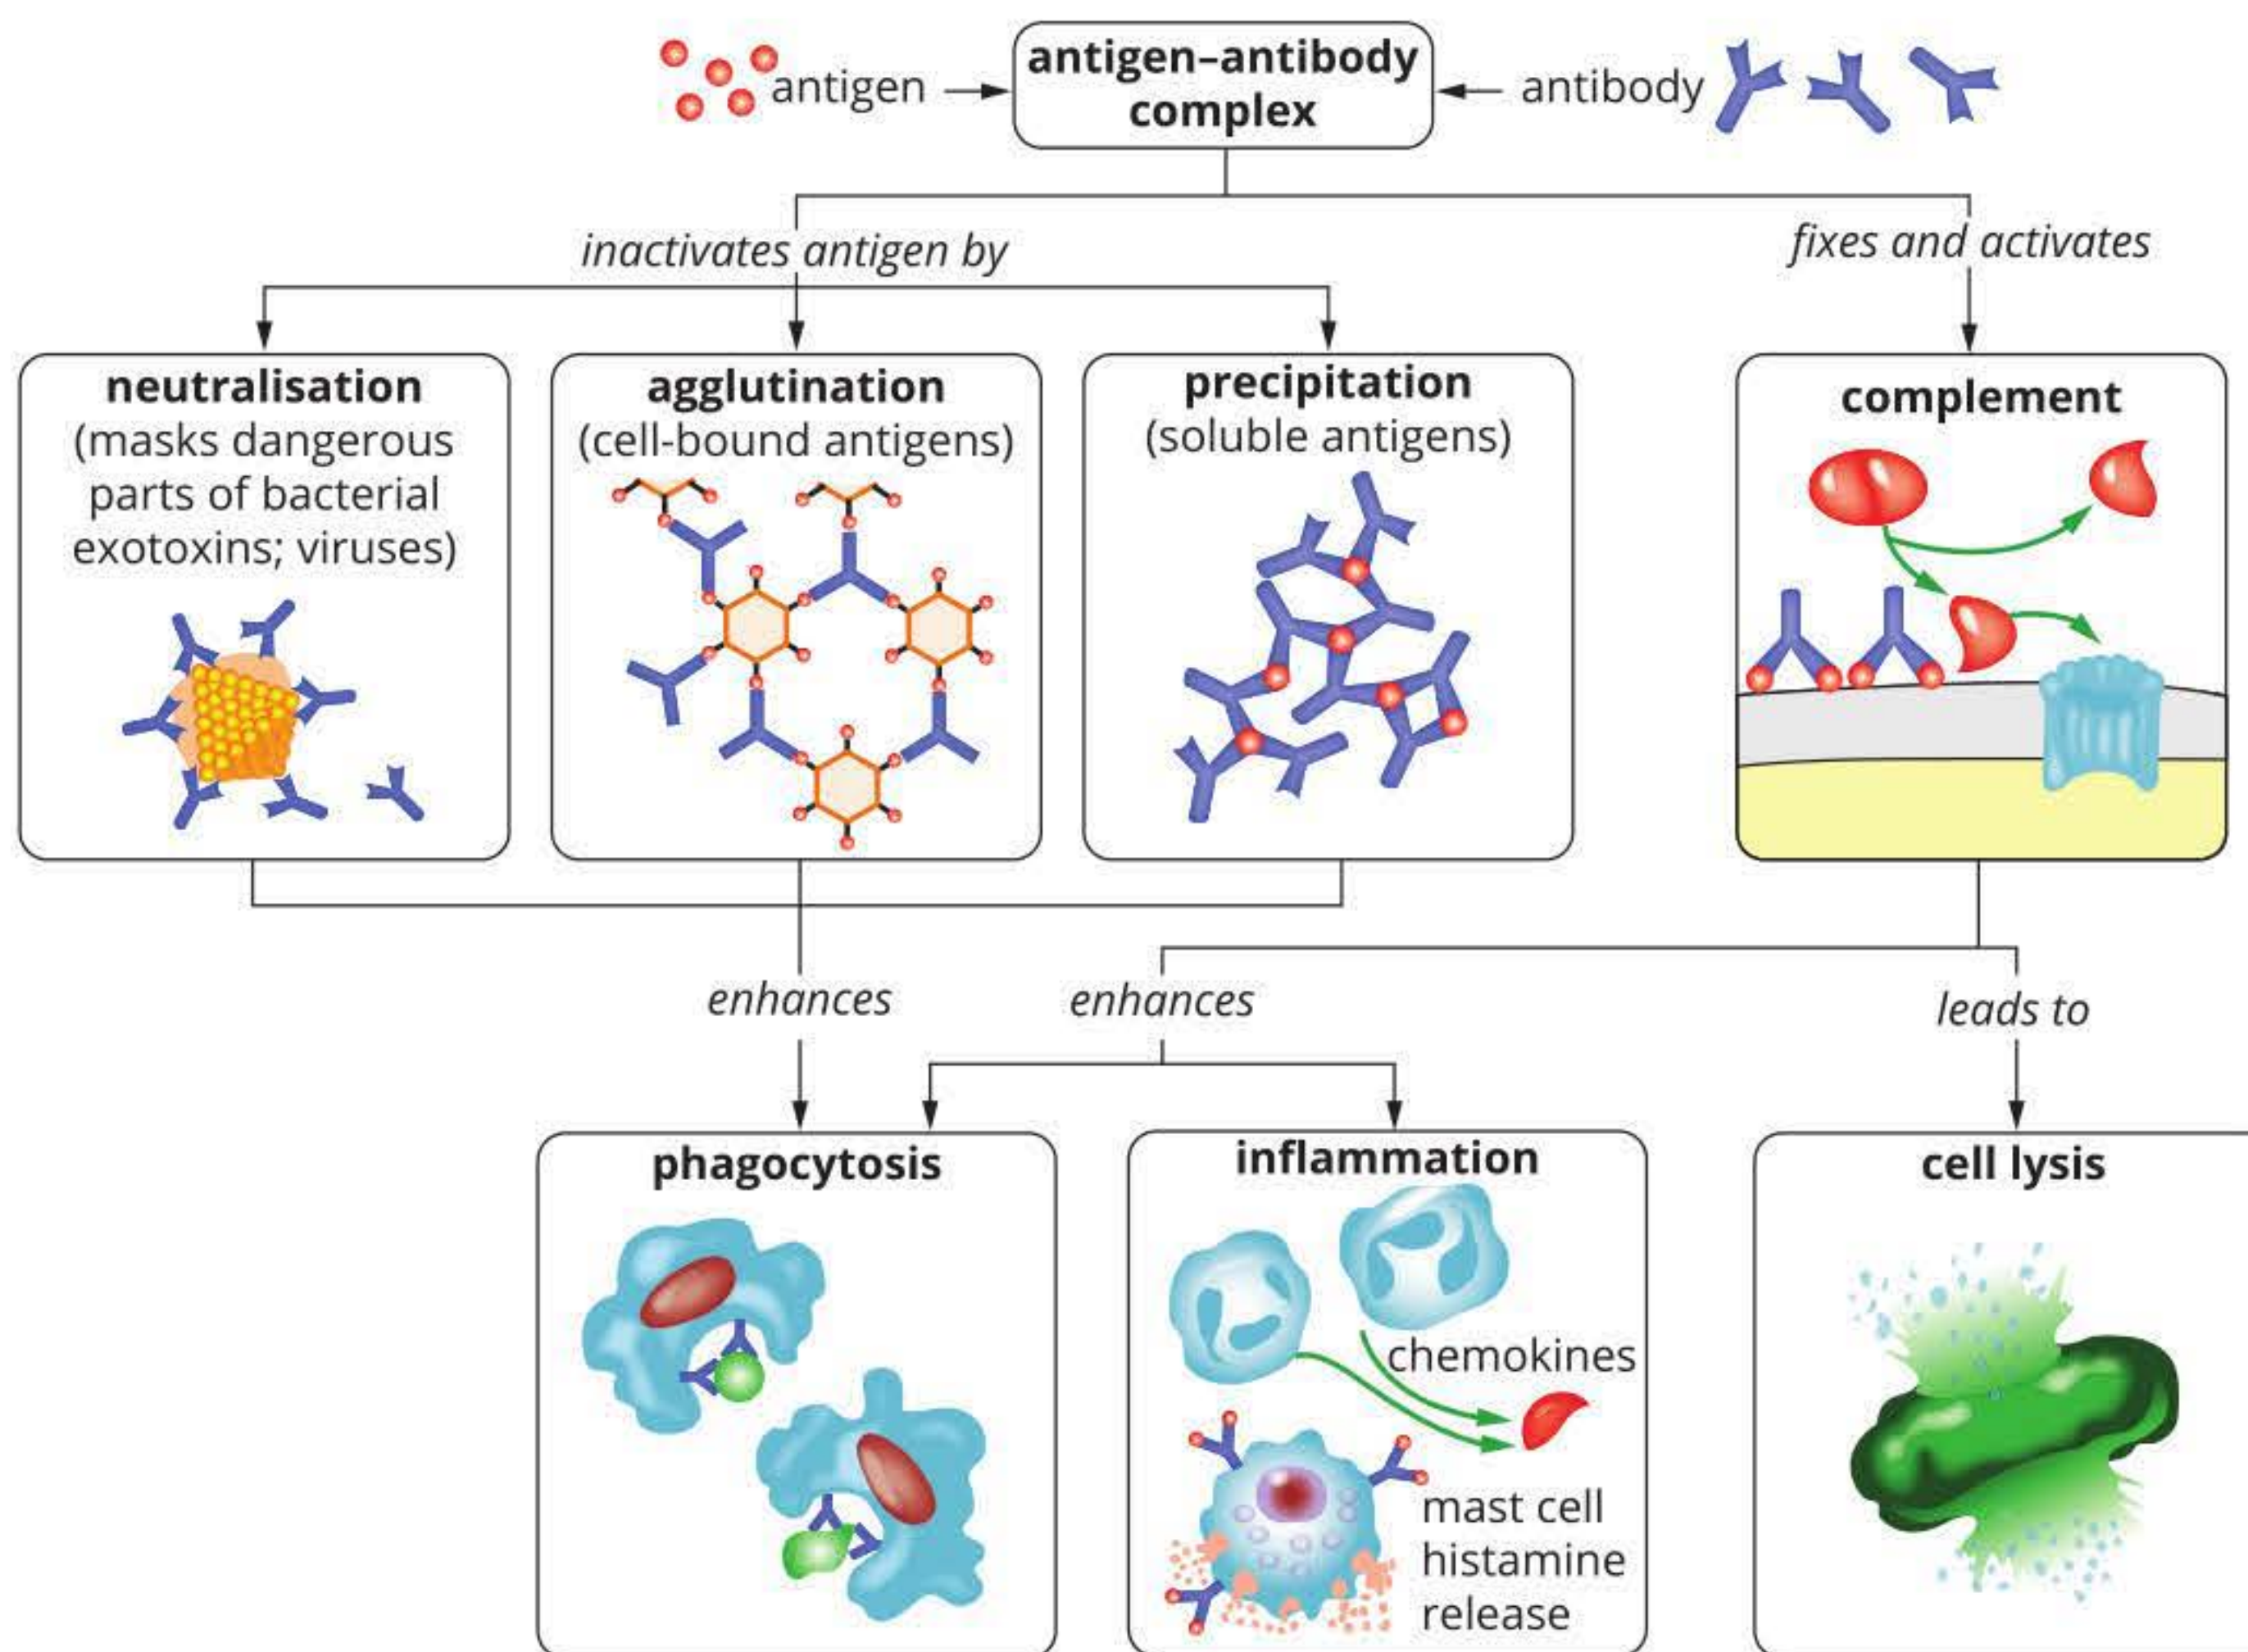 antigen
antigen–antibody
complex
antibody
inactivates antigen by
fixes and activates
neutralisation
(masks dangerous
parts of bacterial
exotoxins; viruses)
agglutination
(cell-bound antigens)
precipitation
(soluble antigens)
complement
enhances
enhances
leads to
phagocytosis
inflammation
chemokines
mast cell
histamine
release
cell lysis